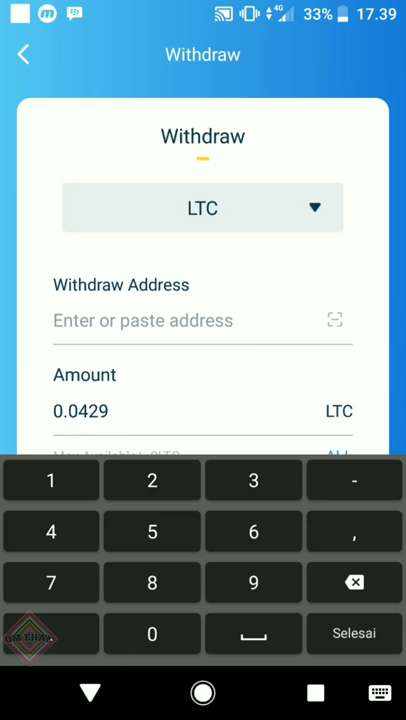 4G 33% 17.39
Withdraw
Withdraw
LTC
Withdraw Address
Enter or paste address
Amount
0.0429 LTC
1 2 3 -
4 5 6 ,
7 8 9
0 Selesai